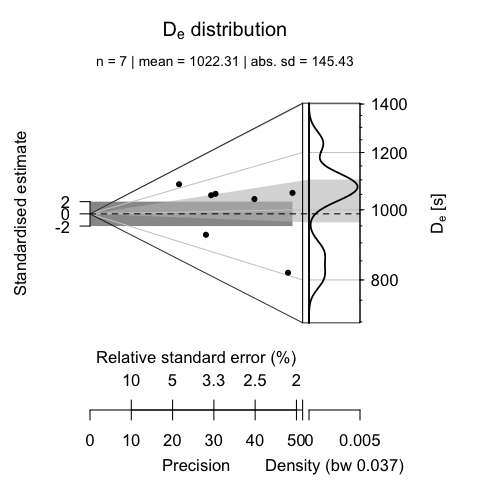 De distribution
n = 7 | mean = 1022.31 | abs. sd = 145.43
Standardised estimate
2
0
-2
1400
1200
1000
800
De [s]
Relative standard error (%)
10 5 3.3 2.5 2
0 10 20 30 40 500 0.005
Precision Density (bw 0.037)